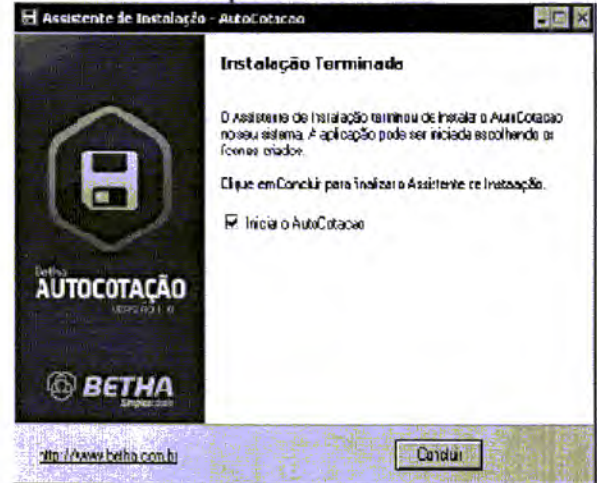 Assistente de Instalação - AutoCotacao
Instalação Terminada
O Assistente de Instalação terminou de instalar o AutoCotacao
no seu sistema. A aplicação pode ser iniciada escolhendo os
ícones criados.
Clique em Concluir para finalizar o Assistente de Instalação.
Iniciar o AutoCotacao
Betha
AUTOCOTAÇÃO
BETHA
http://www.betha.com.br
Concluir